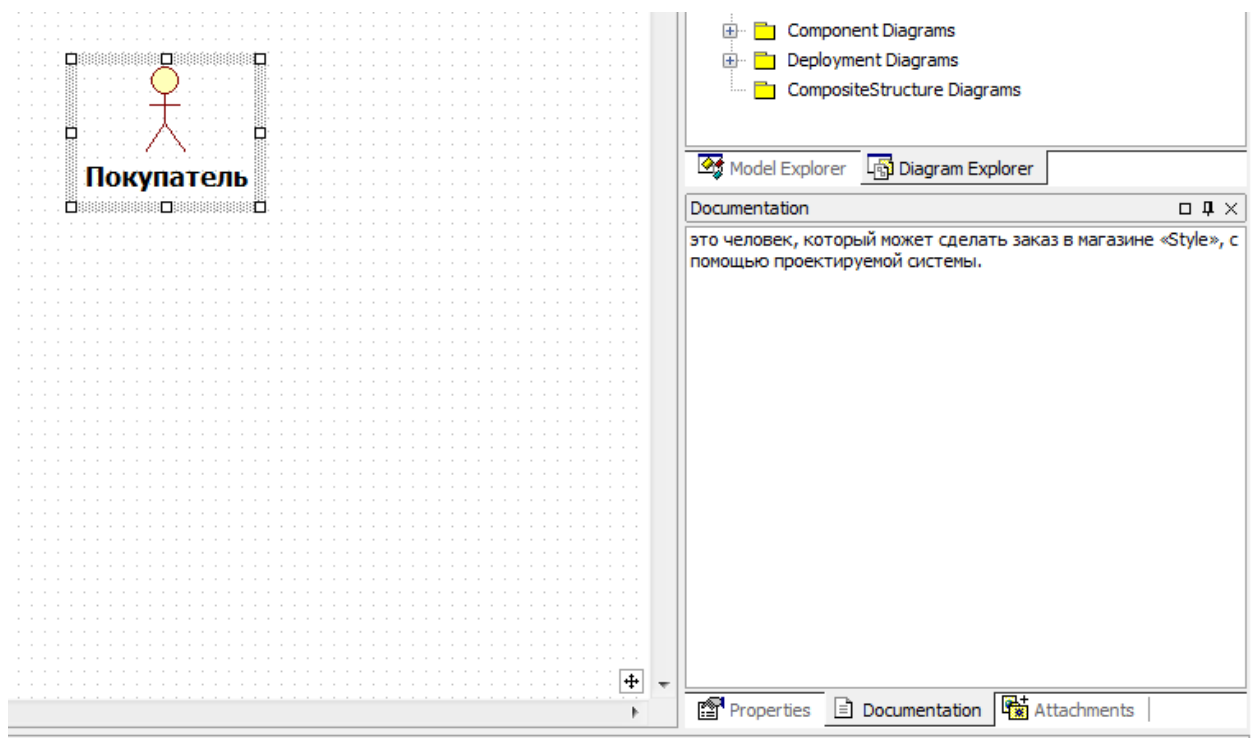 Component Diagrams
Deployment Diagrams
CompositeStructure Diagrams
Покупатель
Model Explorer
Diagram Explorer
Documentation
это человек, который может сделать заказ в магазине «Style», с
помощью проектируемой системы.
Properties
Documentation
Attachments